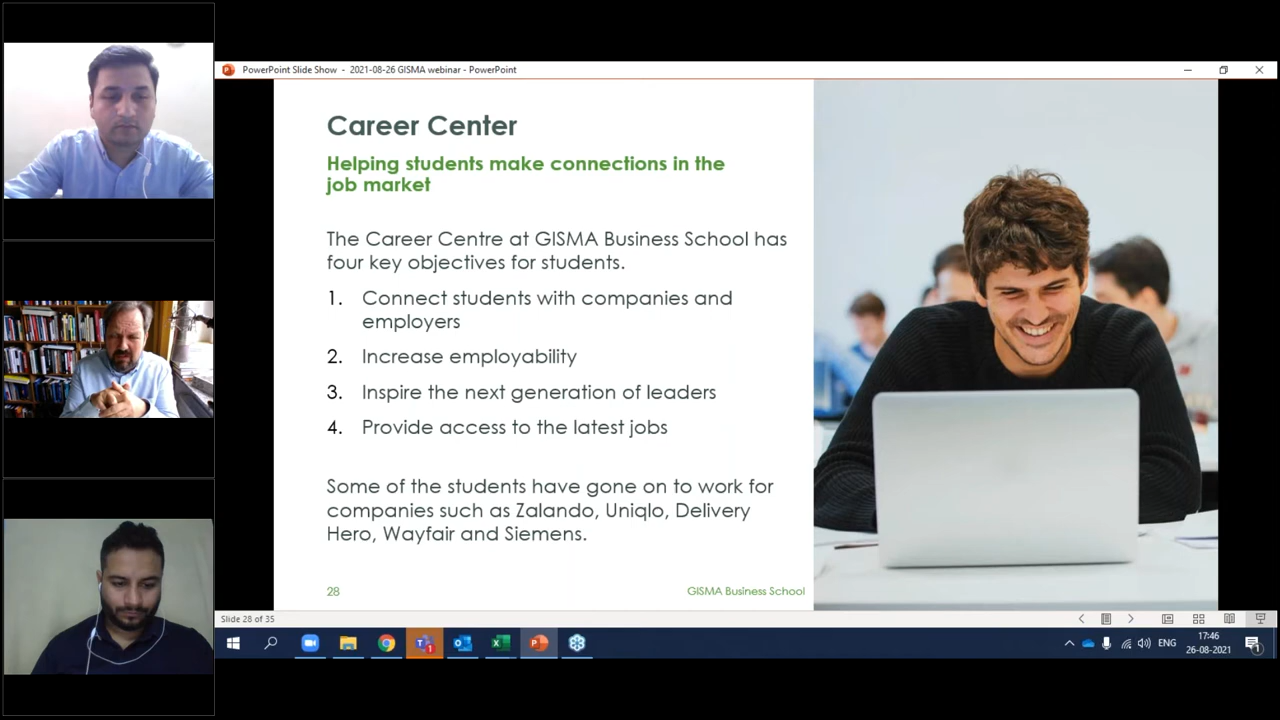 PowerPoint Slide Show - 2021-08-26 GISMA webinar - PowerPoint
Career Center
Helping students make connections in the
job market
The Career Centre at GISMA Business School has
four key objectives for students.
1. Connect students with companies and
employers
2. Increase employability
3. Inspire the next generation of leaders
4. Provide access to the latest jobs
Some of the students have gone on to work for
companies such as Zalando, Uniqlo, Delivery
Hero, Wayfair and Siemens.
28
GISMA Business School
Slide 28 of 35
ENG
17:46
26-08-2021